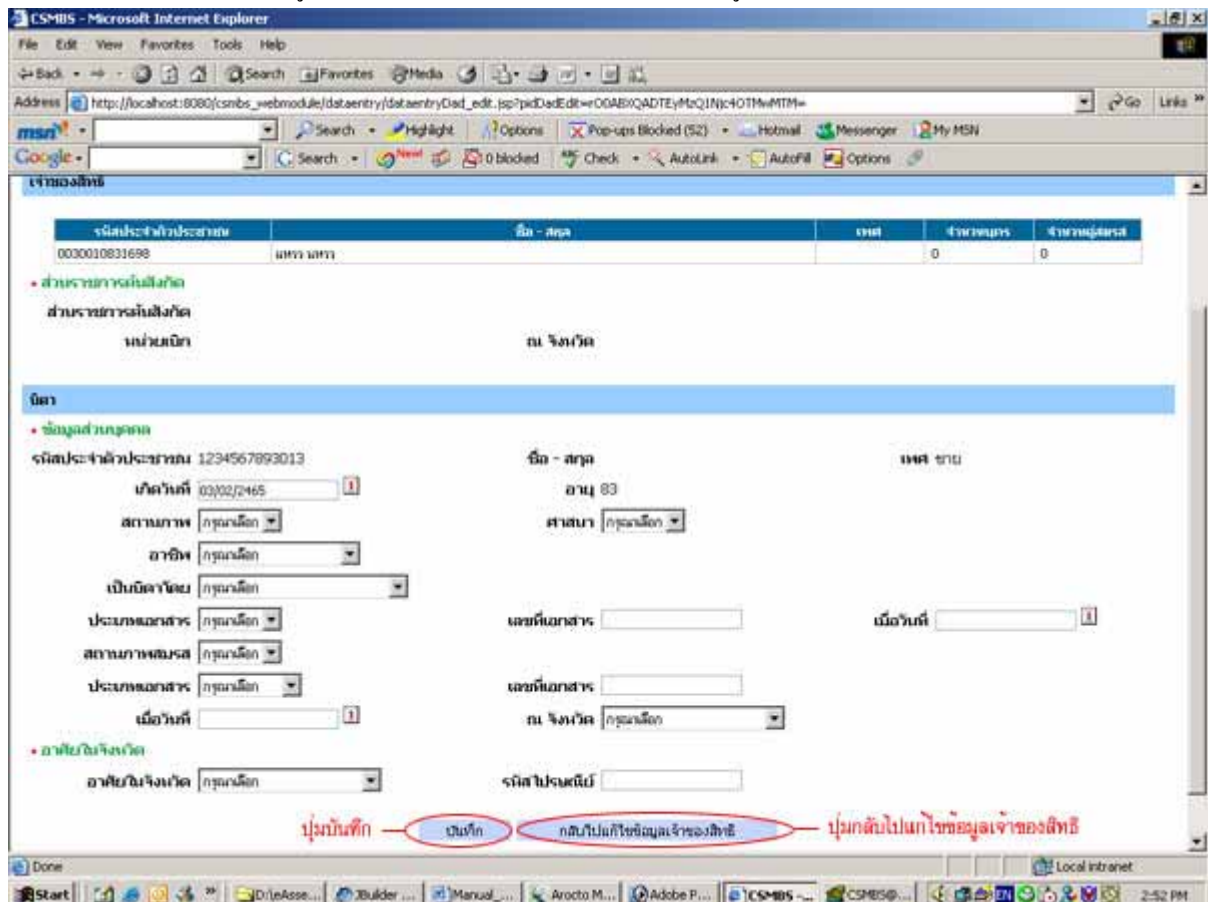 CSMBS - Microsoft Internet Explorer
File Edit View Favorites Tools Help
Back Search Favorites Media
Address http://localhost:8080/csmbs_webmodule/dataentry/dataentryDad_edit.jsp?pidDadEdit= Go Links
msn Search Highlight Options Pop-ups Blocked (52) Hotmail Messenger My MSN
Google Search New! 0 blocked Check AutoLink AutoFill Options
เจ้าของสิทธิ
รหัสประจำตัวประชาชน ชื่อ - สกุล เพศ จำนวนบุตร จำนวนคู่สมรส
0030010831698 0 0
ส่วนราชการต้นสังกัด
ส่วนราชการต้นสังกัด
หน่วยเบิก ณ จังหวัด
บิดา
ข้อมูลส่วนบุคคล
รหัสประจำตัวประชาชน 1234567893013 ชื่อ - สกุล เพศ ชาย
เกิดวันที่ 03/02/2465 อายุ 83
สถานภาพ กรุณาเลือก ศาสนา กรุณาเลือก
อาชีพ กรุณาเลือก
เป็นบิดาโดย กรุณาเลือก
ประเภทเอกสาร กรุณาเลือก เลขที่เอกสาร เมื่อวันที่
สถานภาพสมรส กรุณาเลือก
ประเภทเอกสาร กรุณาเลือก เลขที่เอกสาร
เมื่อวันที่ ณ จังหวัด กรุณาเลือก
อาศัยในจังหวัด
อาศัยในจังหวัด กรุณาเลือก รหัสไปรษณีย์
ปุ่มบันทึก บันทึก กลับไปแก้ไขข้อมูลเจ้าของสิทธิ ปุ่มกลับไปแก้ไขข้อมูลเจ้าของสิทธิ
Done Local intranet
Start D:\eAsse... JBuilder ... Manual_... Arocto M... Adobe P... CSMBS -... CSMBS@... EN 2:52 PM